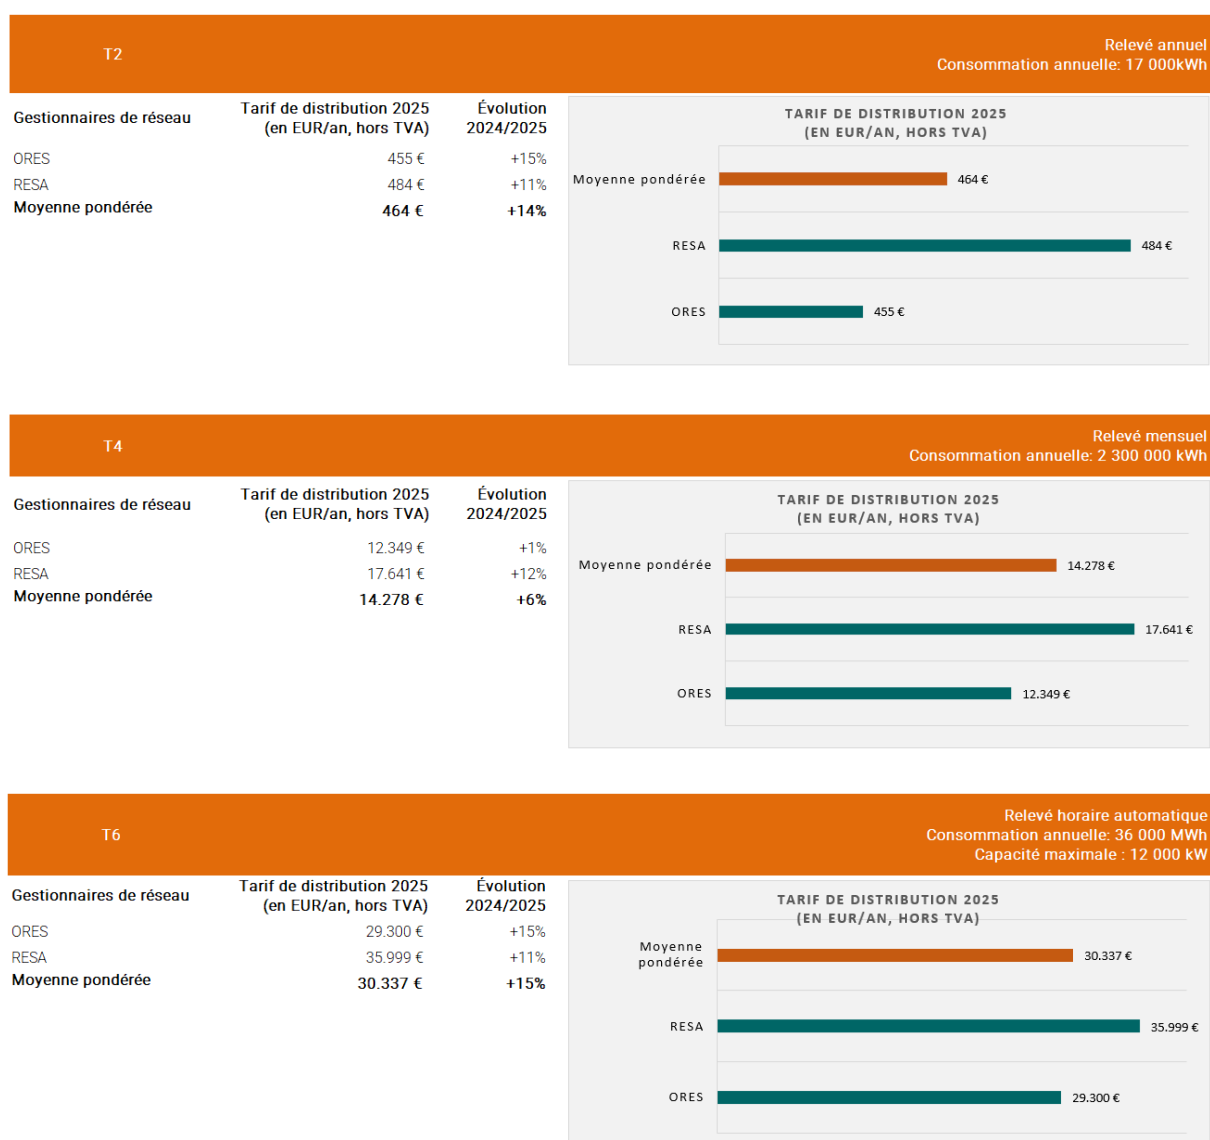 T2
Relevé annuel
Consommation annuelle: 17 000kWh
Gestionnaires de réseau
Tarif de distribution 2025
(en EUR/an, hors TVA)
Évolution
2024/2025
ORES 455 € +15%
RESA 484 € +11%
Moyenne pondérée 464 € +14%
TARIF DE DISTRIBUTION 2025
(EN EUR/AN, HORS TVA)
Moyenne pondérée 464 €
RESA 484 €
ORES 455 €
T4
Relevé mensuel
Consommation annuelle: 2 300 000 kWh
Gestionnaires de réseau
Tarif de distribution 2025
(en EUR/an, hors TVA)
Évolution
2024/2025
ORES 12.349 € +1%
RESA 17.641 € +12%
Moyenne pondérée 14.278 € +6%
TARIF DE DISTRIBUTION 2025
(EN EUR/AN, HORS TVA)
Moyenne pondérée 14.278 €
RESA 17.641 €
ORES 12.349 €
T6
Relevé horaire automatique
Consommation annuelle: 36 000 MWh
Capacité maximale : 12 000 kW
Gestionnaires de réseau
Tarif de distribution 2025
(en EUR/an, hors TVA)
Évolution
2024/2025
ORES 29.300 € +15%
RESA 35.999 € +11%
Moyenne pondérée 30.337 € +15%
TARIF DE DISTRIBUTION 2025
(EN EUR/AN, HORS TVA)
Moyenne
pondérée 30.337 €
RESA 35.999 €
ORES 29.300 €